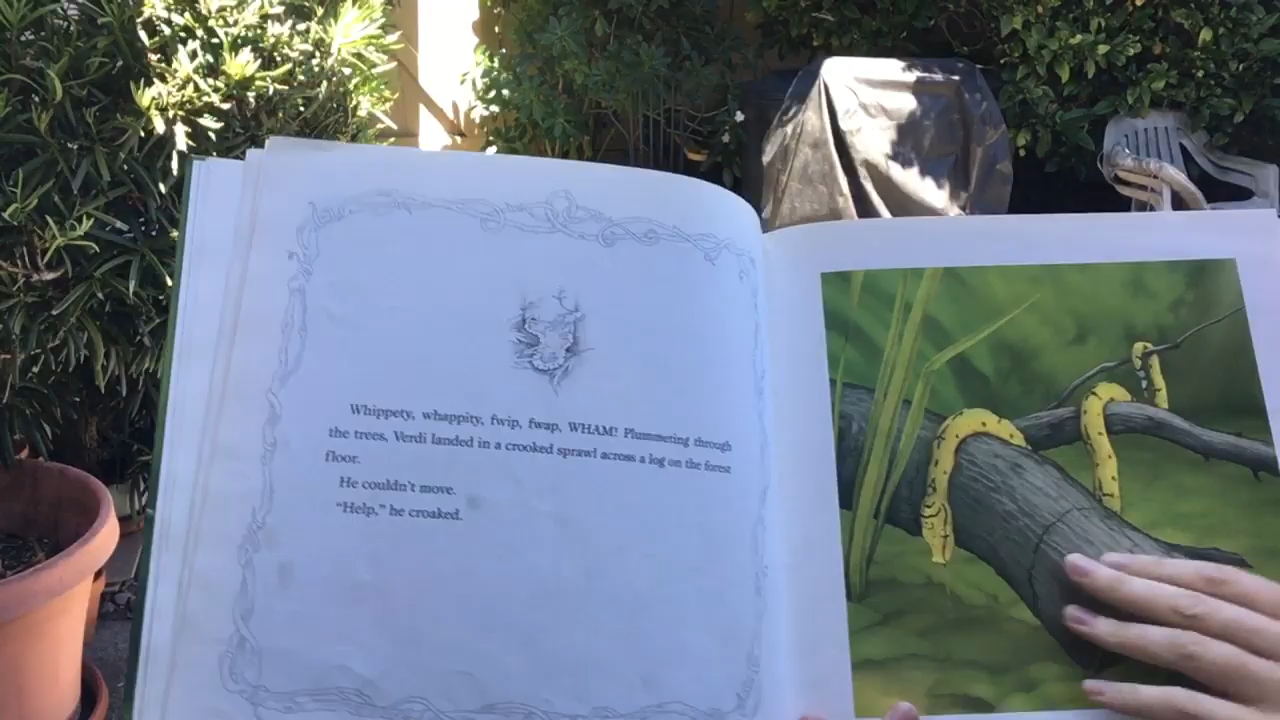 Whippety, whappity, fwip, fwap, WHAM! Plummeting through
the trees, Verdi landed in a crooked sprawl across a log on the forest
floor.
He couldn't move.
"Help," he croaked.